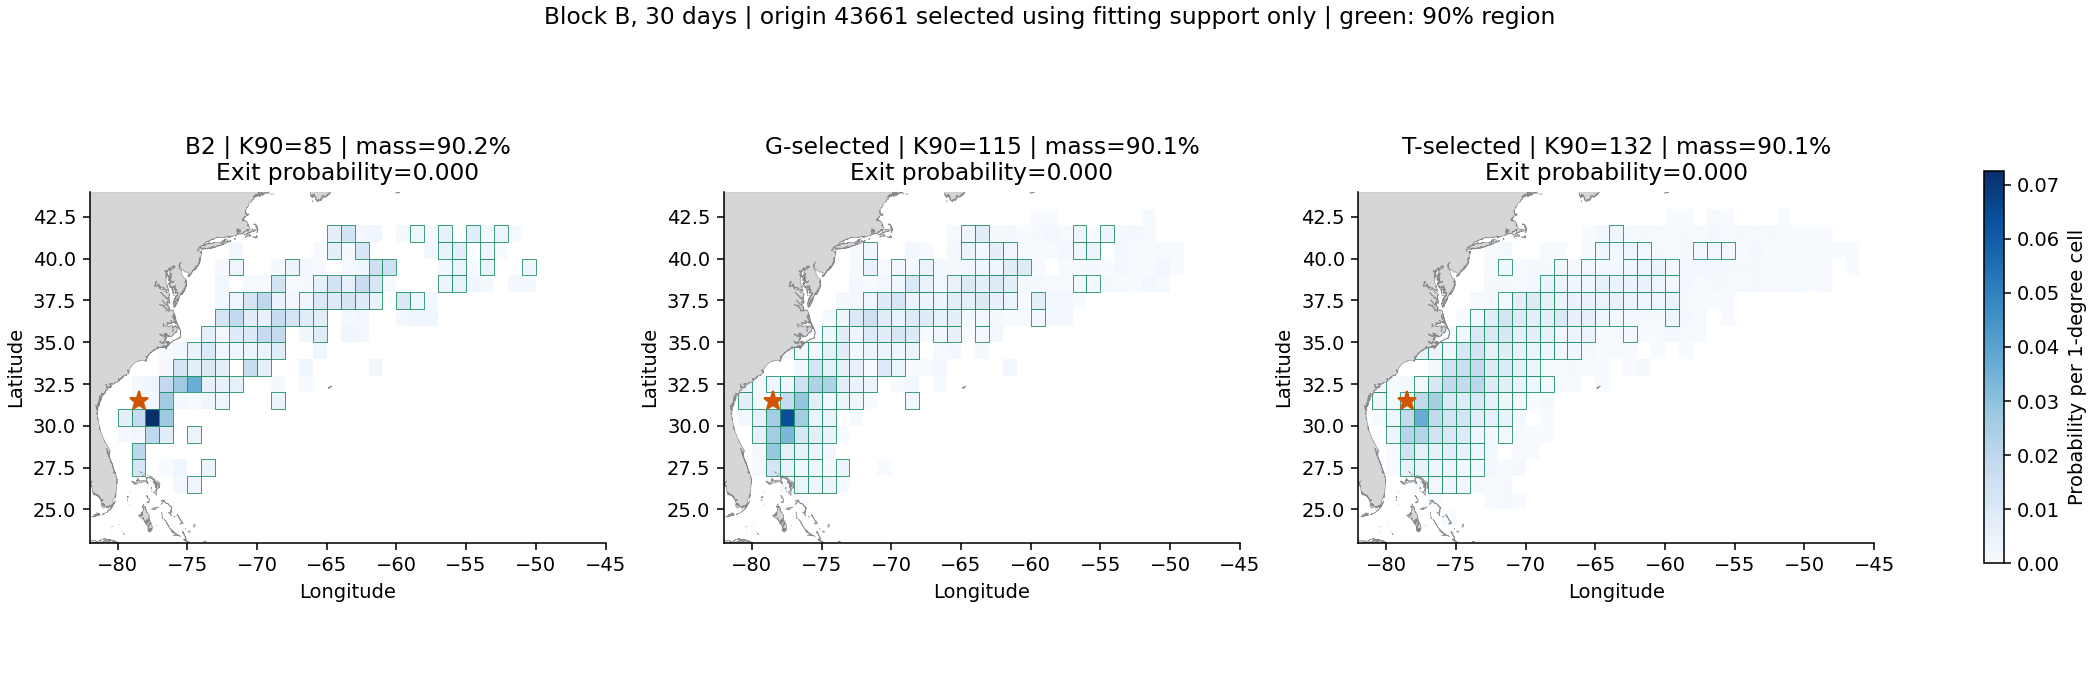 Block B, 30 days | origin 43661 selected using fitting support only | green: 90% region
B2 | K90=85 | mass=90.2%
Exit probability=0.000
42.5
40.0
37.5
35.0
32.5
30.0
27.5
25.0
Latitude
−80 −75 −70 −65 −60 −55 −50 −45
Longitude
G-selected | K90=115 | mass=90.1%
Exit probability=0.000
42.5
40.0
37.5
35.0
32.5
30.0
27.5
25.0
Latitude
−80 −75 −70 −65 −60 −55 −50 −45
Longitude
T-selected | K90=132 | mass=90.1%
Exit probability=0.000
42.5
40.0
37.5
35.0
32.5
30.0
27.5
25.0
Latitude
−80 −75 −70 −65 −60 −55 −50 −45
Longitude
0.07
0.06
0.05
0.04
0.03
0.02
0.01
0.00
Probability per 1-degree cell